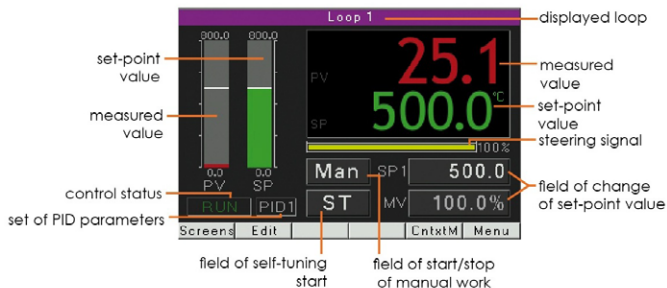 Loop 1
displayed loop
800.0
800.0
set-point
value
measured
value
PV
25.1
measured
value
°C
SP
500.0
set-point
value
steering signal
100%
0.0
0.0
PV
SP
Man
SP1
500.0
field of change
of set-point value
control status
RUN
PID1
ST
MV
100.0%
set of PID parameters
Screens
Edit
CntxtM
Menu
field of self-tuning
start
field of start/stop
of manual work